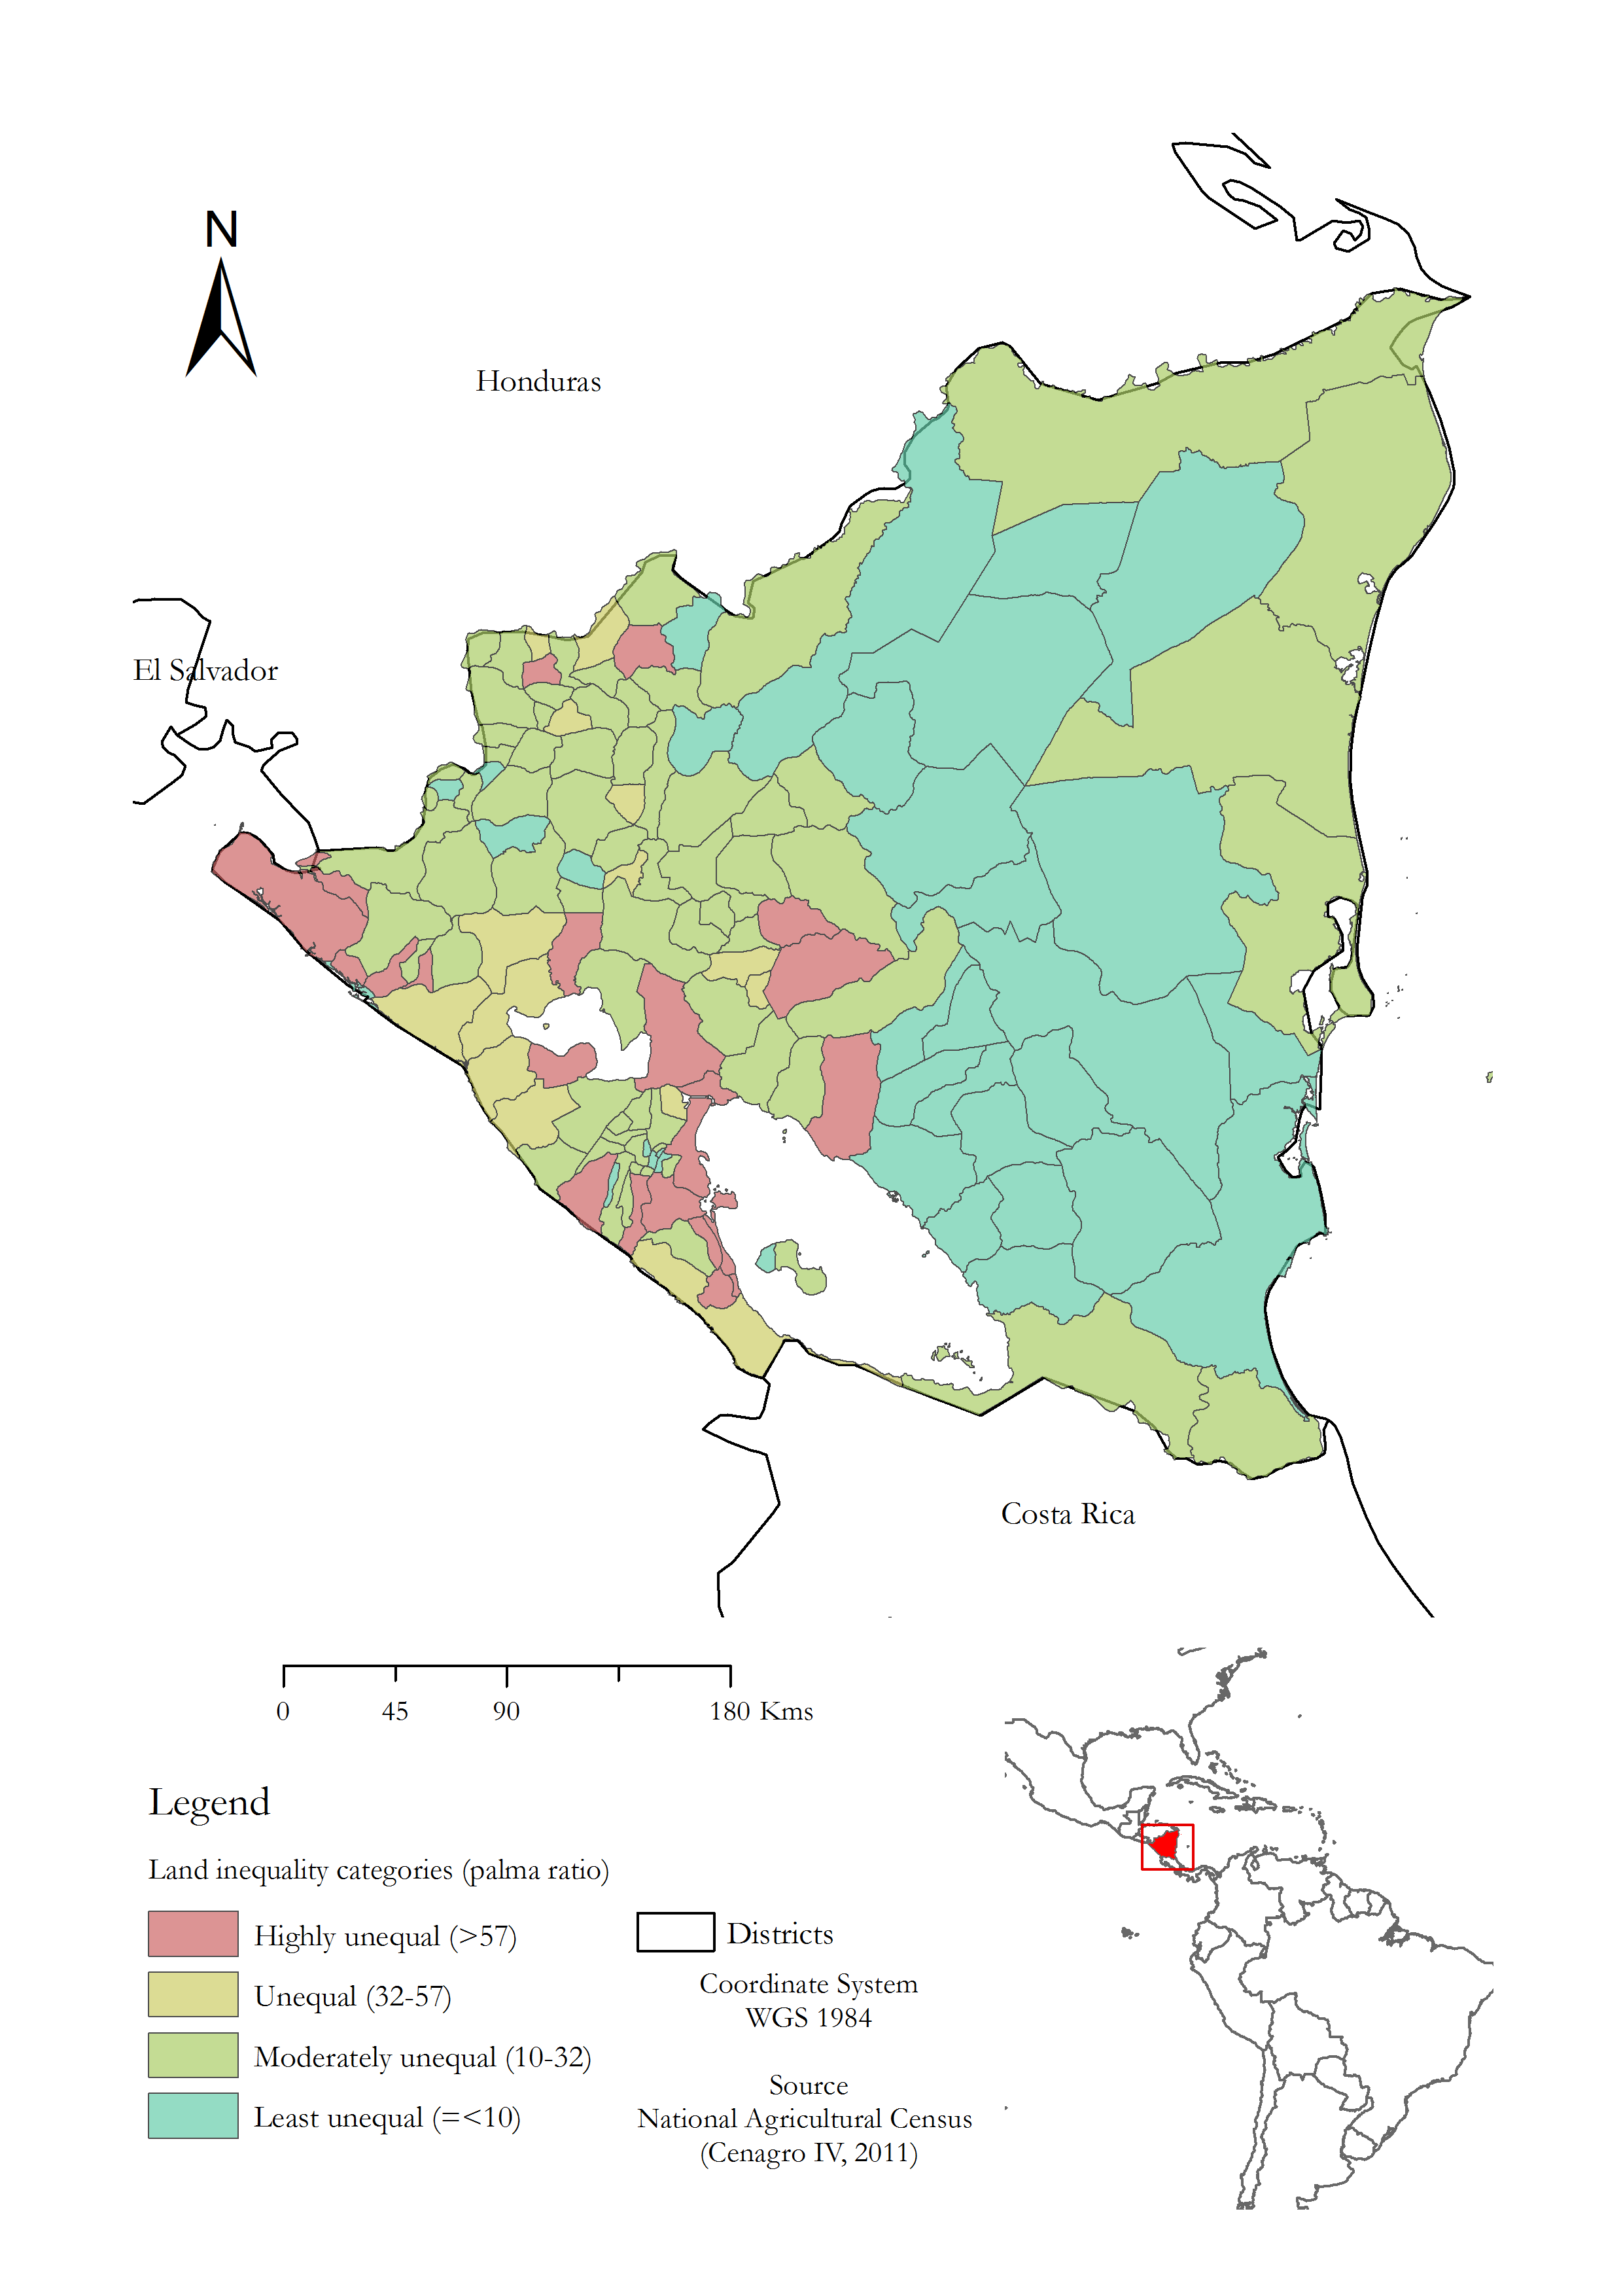 N
Honduras
El Salvador
Costa Rica
0 45 90 180 Kms
Legend
Land inequality categories (palma ratio)
Highly unequal (>57)
Unequal (32-57)
Moderately unequal (10-32)
Least unequal (=<10)
Districts
Coordinate System
WGS 1984
Source
National Agricultural Census
(Cenagro IV, 2011)